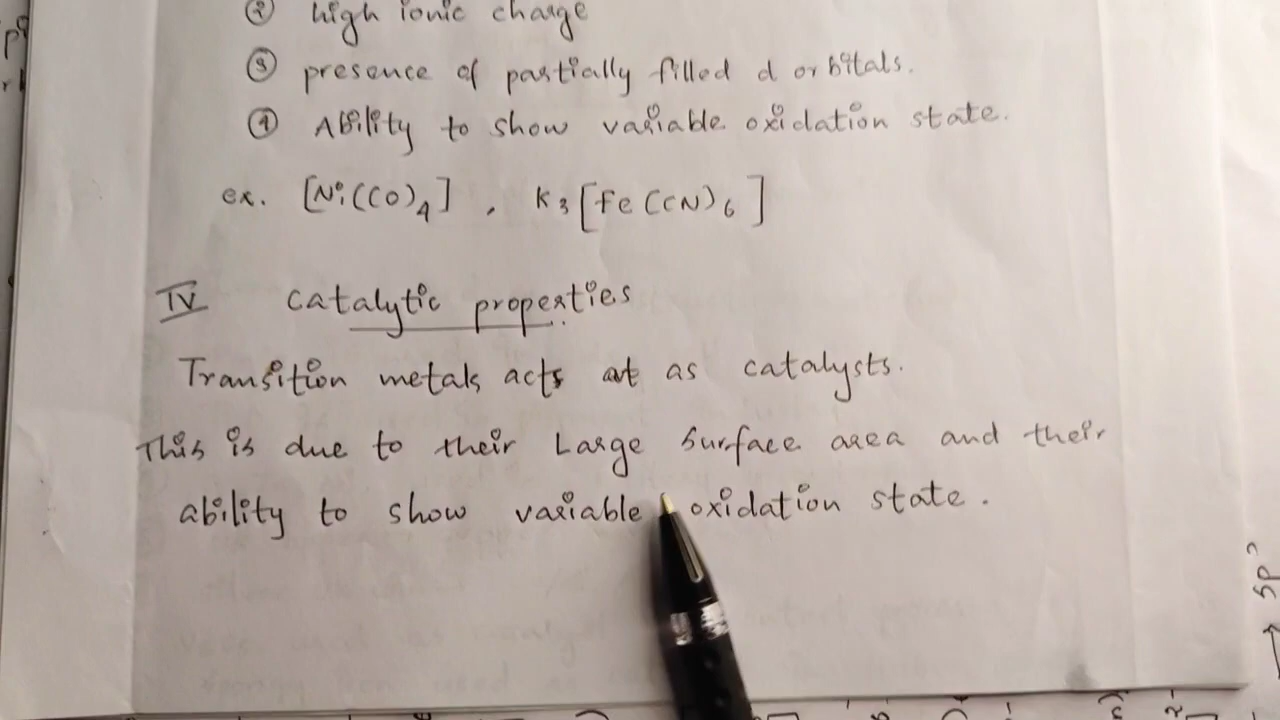 ② high ionic charge
③ presence of partially filled d orbitals.
④ Ability to show variable oxidation state.
ex. [Ni(CO)4] , K3[Fe(CN)6]
IV Catalytic properties
Transition metals acts as catalysts.
This is due to their Large surface area and their
ability to show variable oxidation state.
sp3